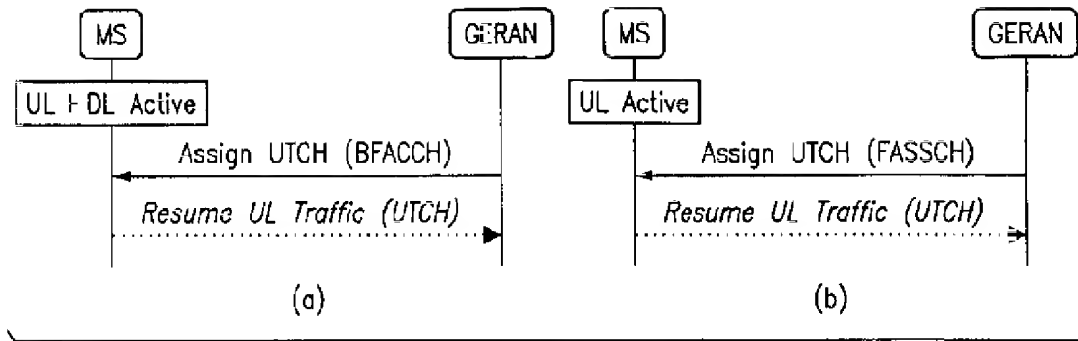 MS
GERAN
UL + DL Active
Assign UTCH (BFACCH)
Resume UL Traffic (UTCH)
(a)
MS
GERAN
UL Active
Assign UTCH (FASSCH)
Resume UL Traffic (UTCH)
(b)